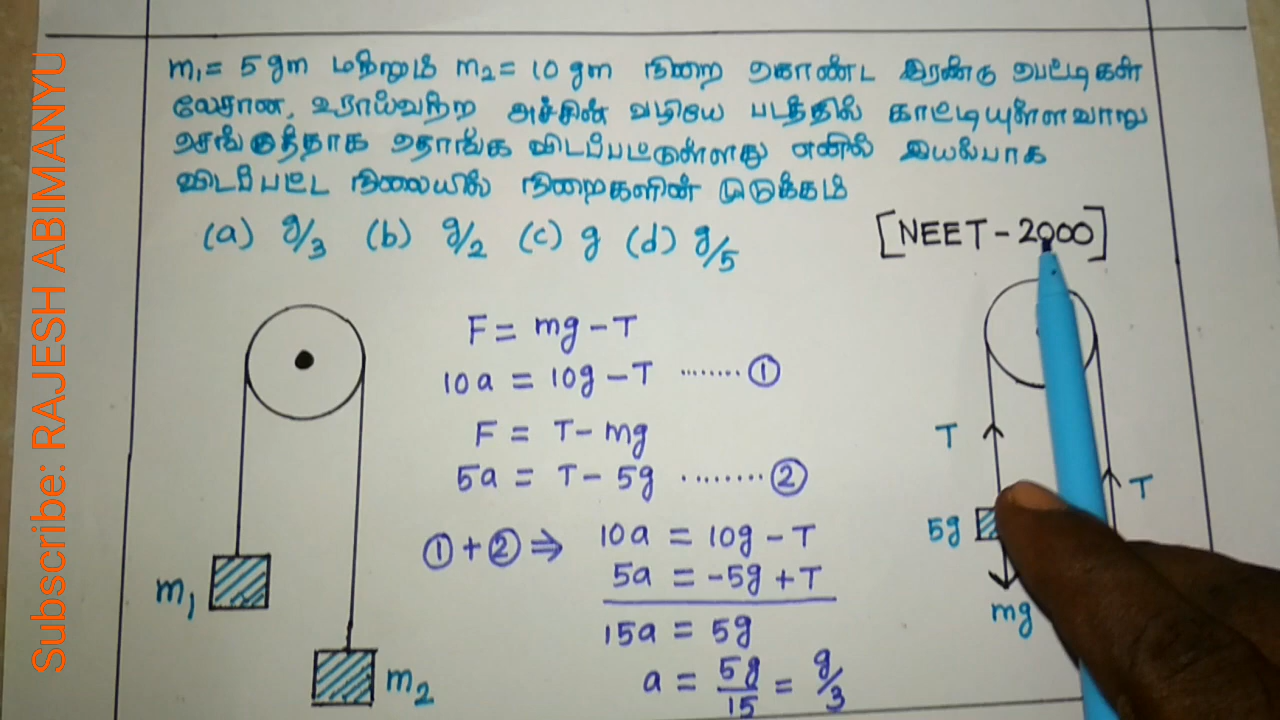 m₁ = 5 gm மற்றும் m₂ = 10 gm நிறை கொண்ட இரண்டு பெட்டிகள்
லேசான, உராய்வற்ற அச்சின் வழியே படத்தில் காட்டியுள்ளவாறு
செங்குத்தாக தொங்க விடப்பட்டுள்ளது எனில் இயல்பாக
விடப்பட்ட நிலையில் நிறைகளின் முடுக்கம்
(a) g/3 (b) g/2 (c) g (d) g/5
[NEET - 2000]
F = mg - T
10a = 10g - T ........ ①
F = T - mg
5a = T - 5g ........ ②
① + ② ⇒ 10a = 10g - T
5a = -5g + T
15a = 5g
a = 5g/15 = g/3
m₁
m₂
T
T
5g
mg
Subscribe: RAJESH ABIMANYU